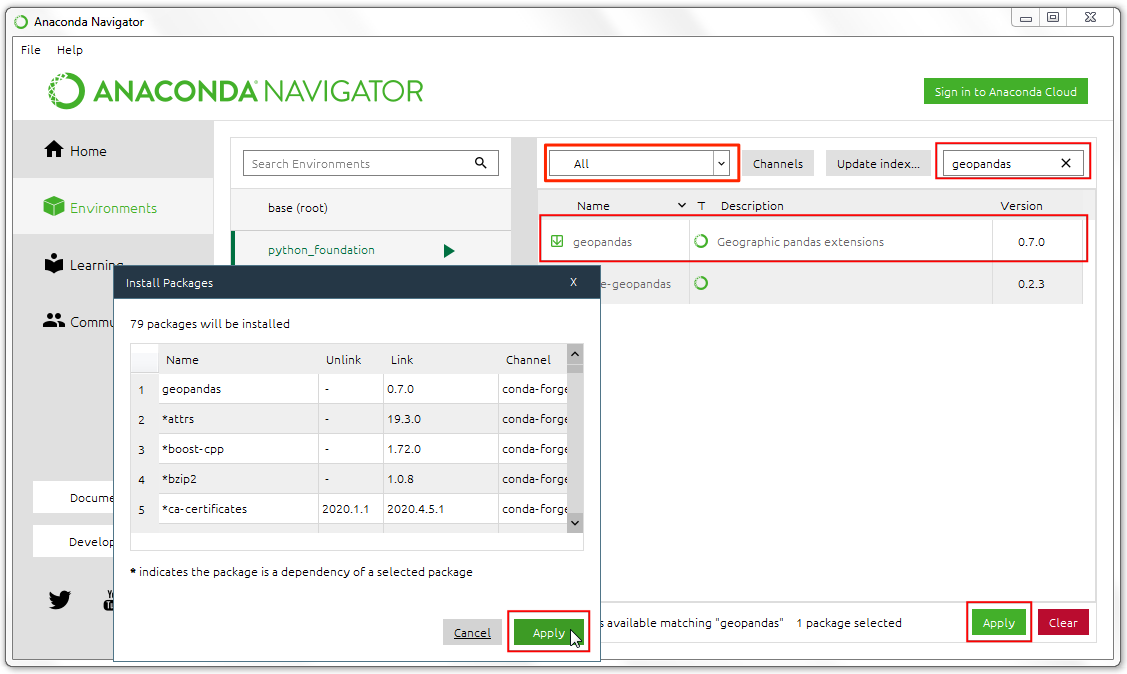 Anaconda Navigator
File Help
ANACONDA NAVIGATOR
Sign in to Anaconda Cloud
Home
Environments
Learning
Commu
Docume
Develop
Search Environments
base (root)
python_foundation
All Channels Update index... geopandas X
Name T Description Version
geopandas Geographic pandas extensions 0.7.0
e-geopandas 0.2.3
Install Packages X
79 packages will be installed
Name Unlink Link Channel
1 geopandas - 0.7.0 conda-forge
2 *attrs - 19.3.0 conda-forge
3 *boost-cpp - 1.72.0 conda-forge
4 *bzip2 - 1.0.8 conda-forge
5 *ca-certificates 2020.1.1 2020.4.5.1 conda-forge
* indicates the package is a dependency of a selected package
Cancel Apply
s available matching "geopandas" 1 package selected
Apply Clear